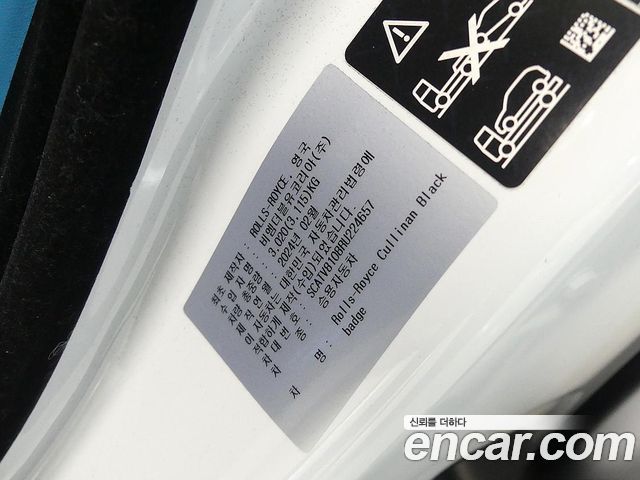 최초 제작자 : ROLLS-ROYCE, 영국
수입자명 : 비엠더블유코리아(주)
차량 총중량 : 3,020(3,115)KG
제작연월 : 2024년 02월
이 자동차는 대한민국 자동차관리법령에
적합하게 제작(수입)되었습니다.
차대번호 : SCATV8108RU224657
차 종 : 승용자동차
차 명 : Rolls-Royce Cullinan Black
badge
신뢰를 더하다
encar.com